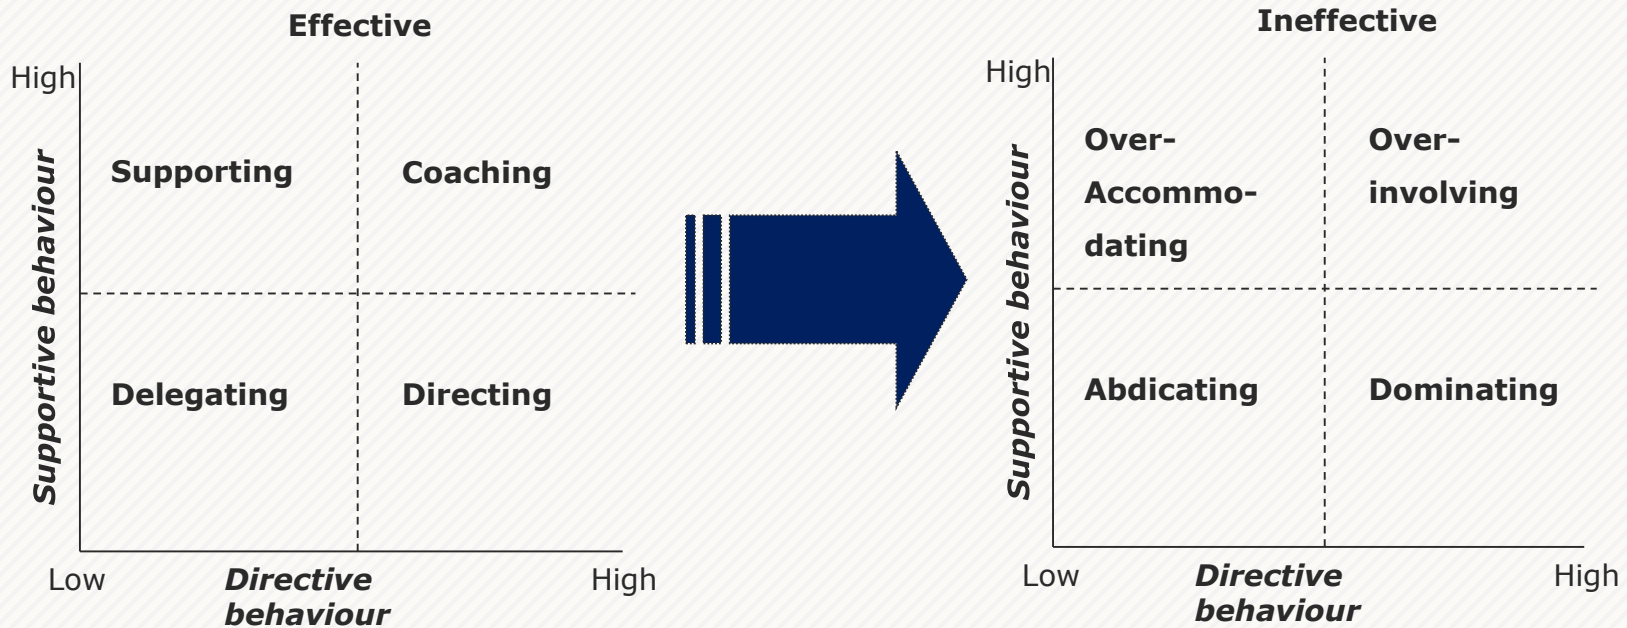 Effective
High
Supporting
Coaching
Supportive behaviour
Delegating
Directing
Low
Directive
behaviour
High
Ineffective
High
Over-
Accommo-
dating
Over-
involving
Supportive behaviour
Abdicating
Dominating
Low
Directive
behaviour
High